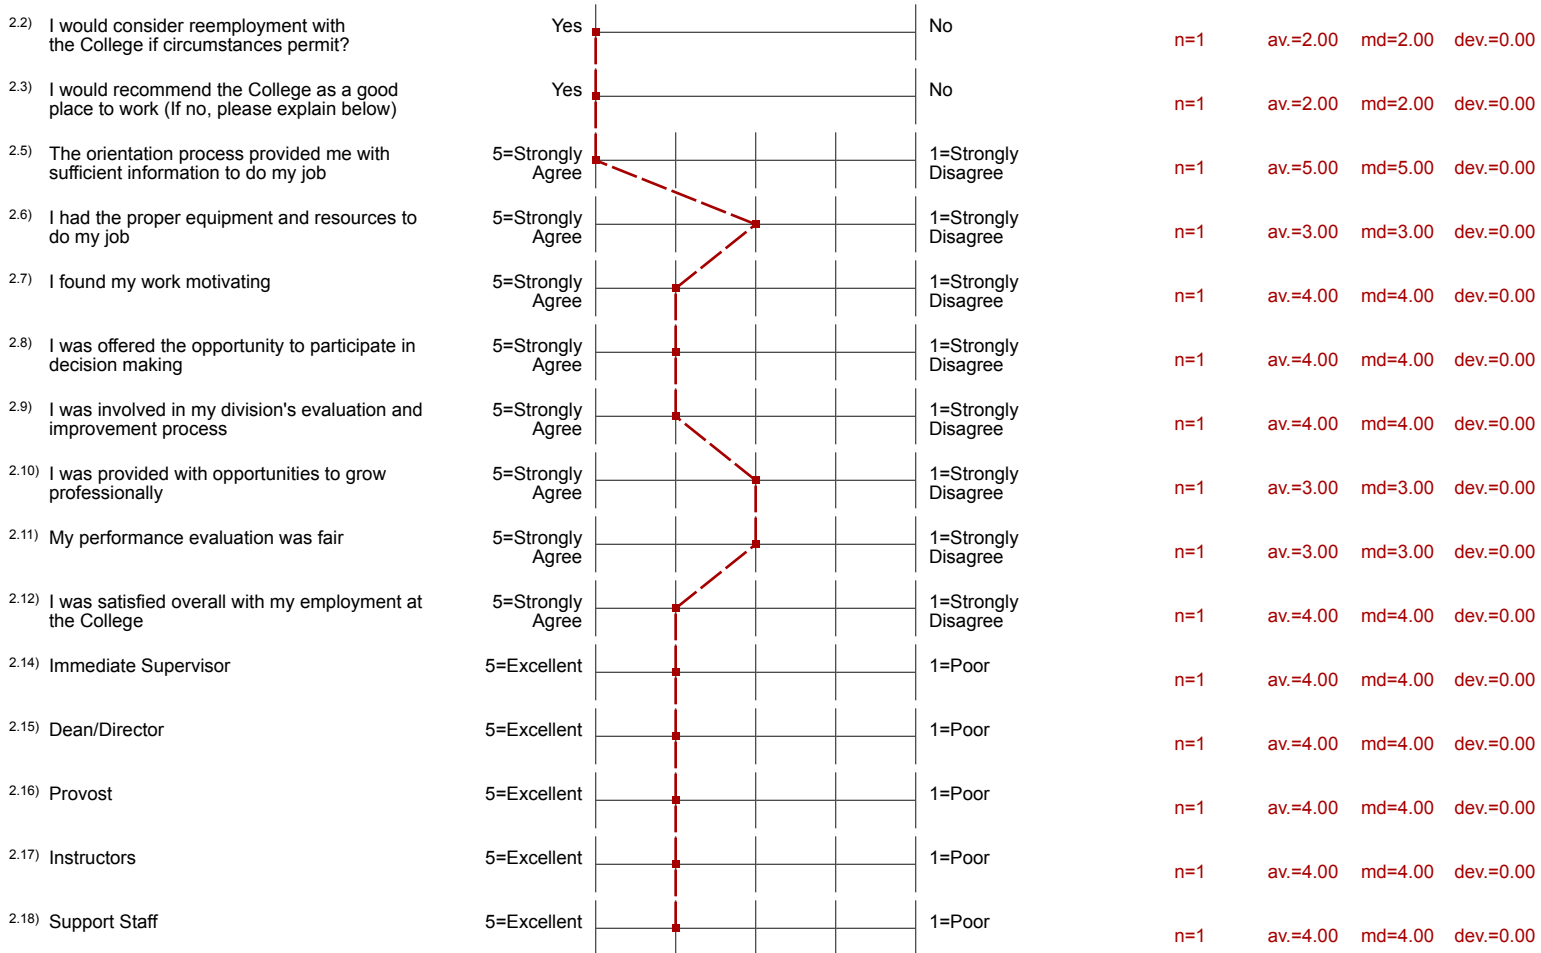 2.2) I would consider reemployment with Yes No
the College if circumstances permit? n=1 av.=2.00 md=2.00 dev.=0.00
2.3) I would recommend the College as a good Yes No
place to work (If no, please explain below) n=1 av.=2.00 md=2.00 dev.=0.00
2.5) The orientation process provided me with 5=Strongly 1=Strongly
sufficient information to do my job Agree Disagree n=1 av.=5.00 md=5.00 dev.=0.00
2.6) I had the proper equipment and resources to 5=Strongly 1=Strongly
do my job Agree Disagree n=1 av.=3.00 md=3.00 dev.=0.00
2.7) I found my work motivating 5=Strongly 1=Strongly
Agree Disagree n=1 av.=4.00 md=4.00 dev.=0.00
2.8) I was offered the opportunity to participate in 5=Strongly 1=Strongly
decision making Agree Disagree n=1 av.=4.00 md=4.00 dev.=0.00
2.9) I was involved in my division's evaluation and 5=Strongly 1=Strongly
improvement process Agree Disagree n=1 av.=4.00 md=4.00 dev.=0.00
2.10) I was provided with opportunities to grow 5=Strongly 1=Strongly
professionally Agree Disagree n=1 av.=3.00 md=3.00 dev.=0.00
2.11) My performance evaluation was fair 5=Strongly 1=Strongly
Agree Disagree n=1 av.=3.00 md=3.00 dev.=0.00
2.12) I was satisfied overall with my employment at 5=Strongly 1=Strongly
the College Agree Disagree n=1 av.=4.00 md=4.00 dev.=0.00
2.14) Immediate Supervisor 5=Excellent 1=Poor n=1 av.=4.00 md=4.00 dev.=0.00
2.15) Dean/Director 5=Excellent 1=Poor n=1 av.=4.00 md=4.00 dev.=0.00
2.16) Provost 5=Excellent 1=Poor n=1 av.=4.00 md=4.00 dev.=0.00
2.17) Instructors 5=Excellent 1=Poor n=1 av.=4.00 md=4.00 dev.=0.00
2.18) Support Staff 5=Excellent 1=Poor n=1 av.=4.00 md=4.00 dev.=0.00